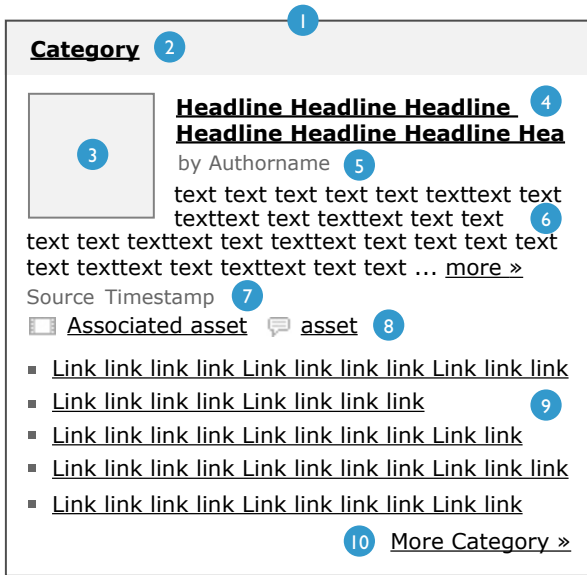 1
Category 2
3
Headline Headline Headline 4
Headline Headline Headline Hea
by Authorname 5
text text text text text texttext text
texttext text texttext text text 6
text text texttext text texttext text text text text
text texttext text texttext text text ... more »
Source Timestamp 7
Associated asset asset 8
Link link link link Link link link link Link link link
Link link link link Link link link link 9
Link link link link Link link link link Link link
Link link link link Link link link link Link link link
Link link link link Link link link link Link link
10 More Category »